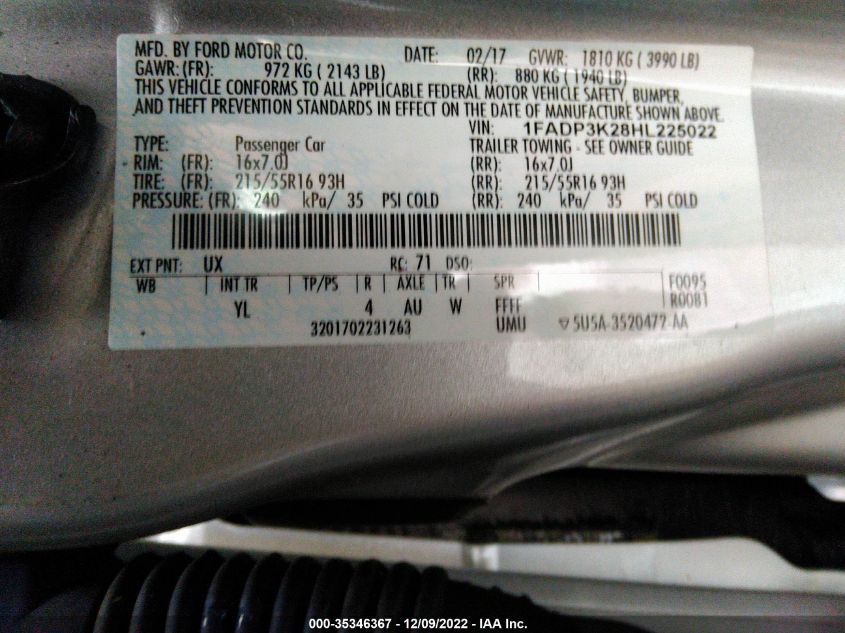 MFD. BY FORD MOTOR CO. DATE: 02/17 GVWR: 1810 KG ( 3990 LB)
GAWR: (FR): 972 KG ( 2143 LB) (RR): 880 KG ( 1940 LB)
THIS VEHICLE CONFORMS TO ALL APPLICABLE FEDERAL MOTOR VEHICLE SAFETY, BUMPER,
AND THEFT PREVENTION STANDARDS IN EFFECT ON THE DATE OF MANUFACTURE SHOWN ABOVE.
VIN: 1FADP3K28HL225022
TYPE: Passenger Car TRAILER TOWING - SEE OWNER GUIDE
RIM: (FR): 16x7.0J (RR): 16x7.0J
TIRE: (FR): 215/55R16 93H (RR): 215/55R16 93H
PRESSURE: (FR): 240 kPa/ 35 PSI COLD (RR): 240 kPa/ 35 PSI COLD
EXT PNT: UX RC: 71 DSO:
WB INT TR TP/PS R AXLE TR SPR F0095
YL 4 AU W FFFF R0081
3201702231263 UMU 5U5A-3520472-AA
000-35346367 - 12/09/2022 - IAA Inc.